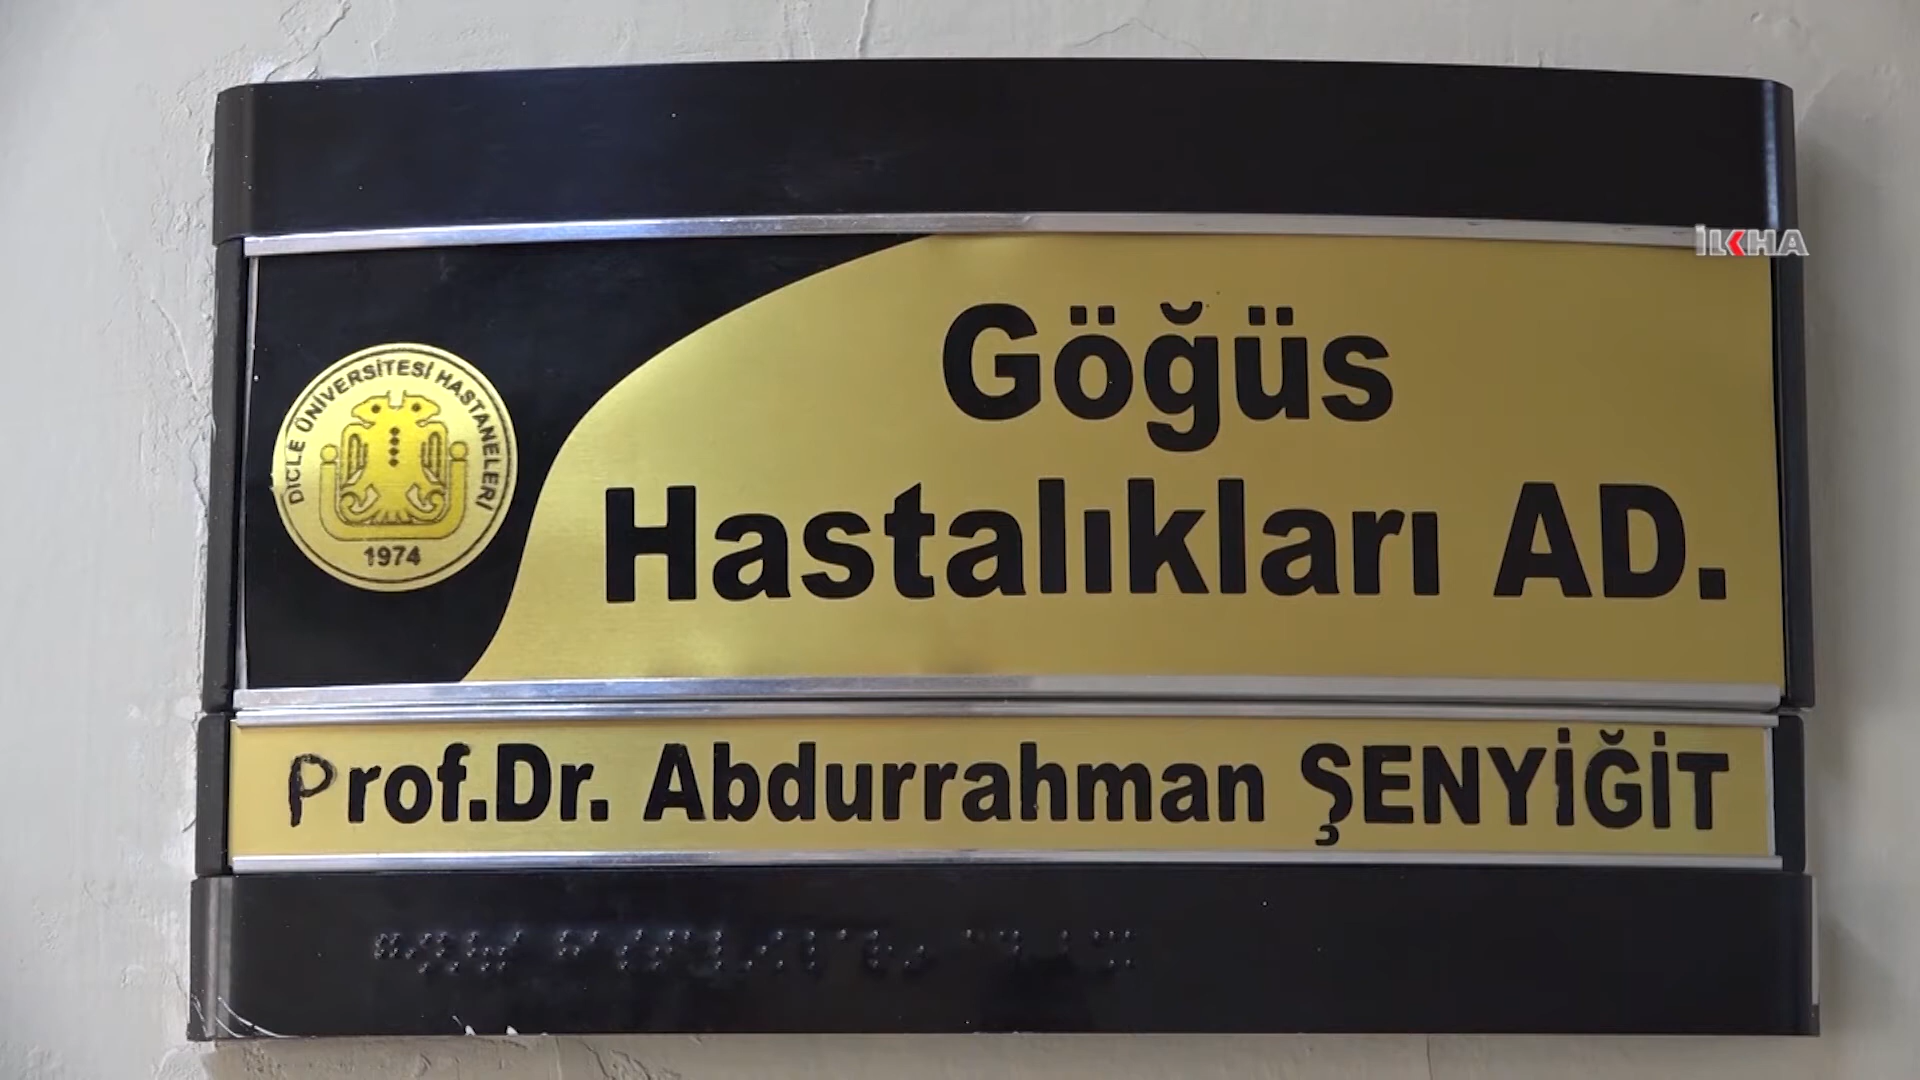 İLKHA
Göğüs
Hastalıkları AD.
DİCLE ÜNİVERSİTESİ HASTANELERİ
1974
Prof.Dr. Abdurrahman ŞENYİĞİT